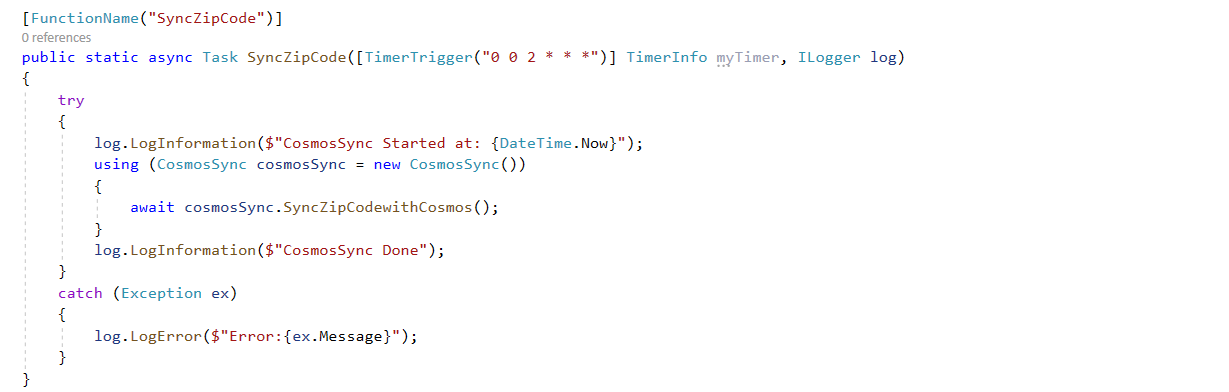 [FunctionName("SyncZipCode")]
0 references
public static async Task SyncZipCode([TimerTrigger("0 0 2 * * *")] TimerInfo myTimer, ILogger log)
{
    try
    {
        log.LogInformation($"CosmosSync Started at: {DateTime.Now}");
        using (CosmosSync cosmosSync = new CosmosSync())
        {
            await cosmosSync.SyncZipCodewithCosmos();
        }
        log.LogInformation($"CosmosSync Done");
    }
    catch (Exception ex)
    {
        log.LogError($"Error:{ex.Message}");
    }
}